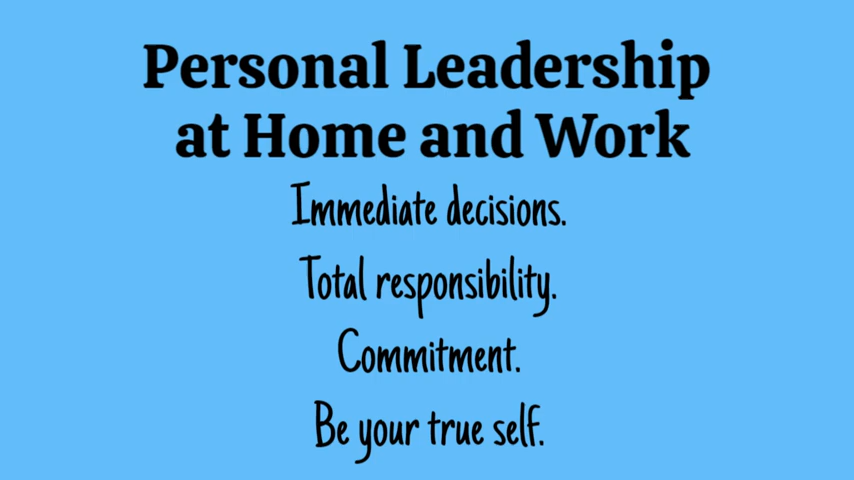 Personal Leadership
at Home and Work
Immediate decisions.
Total responsibility.
Commitment.
Be your true self.